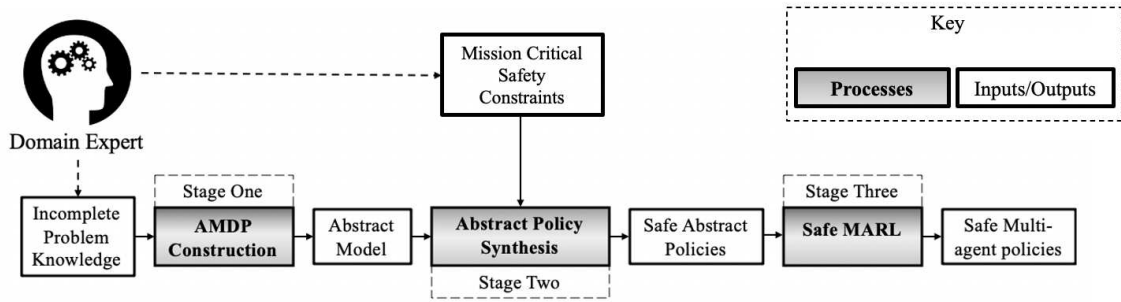 Key
Mission Critical
Safety
Constraints
Processes
Inputs/Outputs
Domain Expert
Stage One
Stage Three
Incomplete
Problem
Knowledge
AMDP
Construction
Abstract
Model
Abstract Policy
Synthesis
Safe Abstract
Policies
Safe MARL
Safe Multi-
agent policies
Stage Two